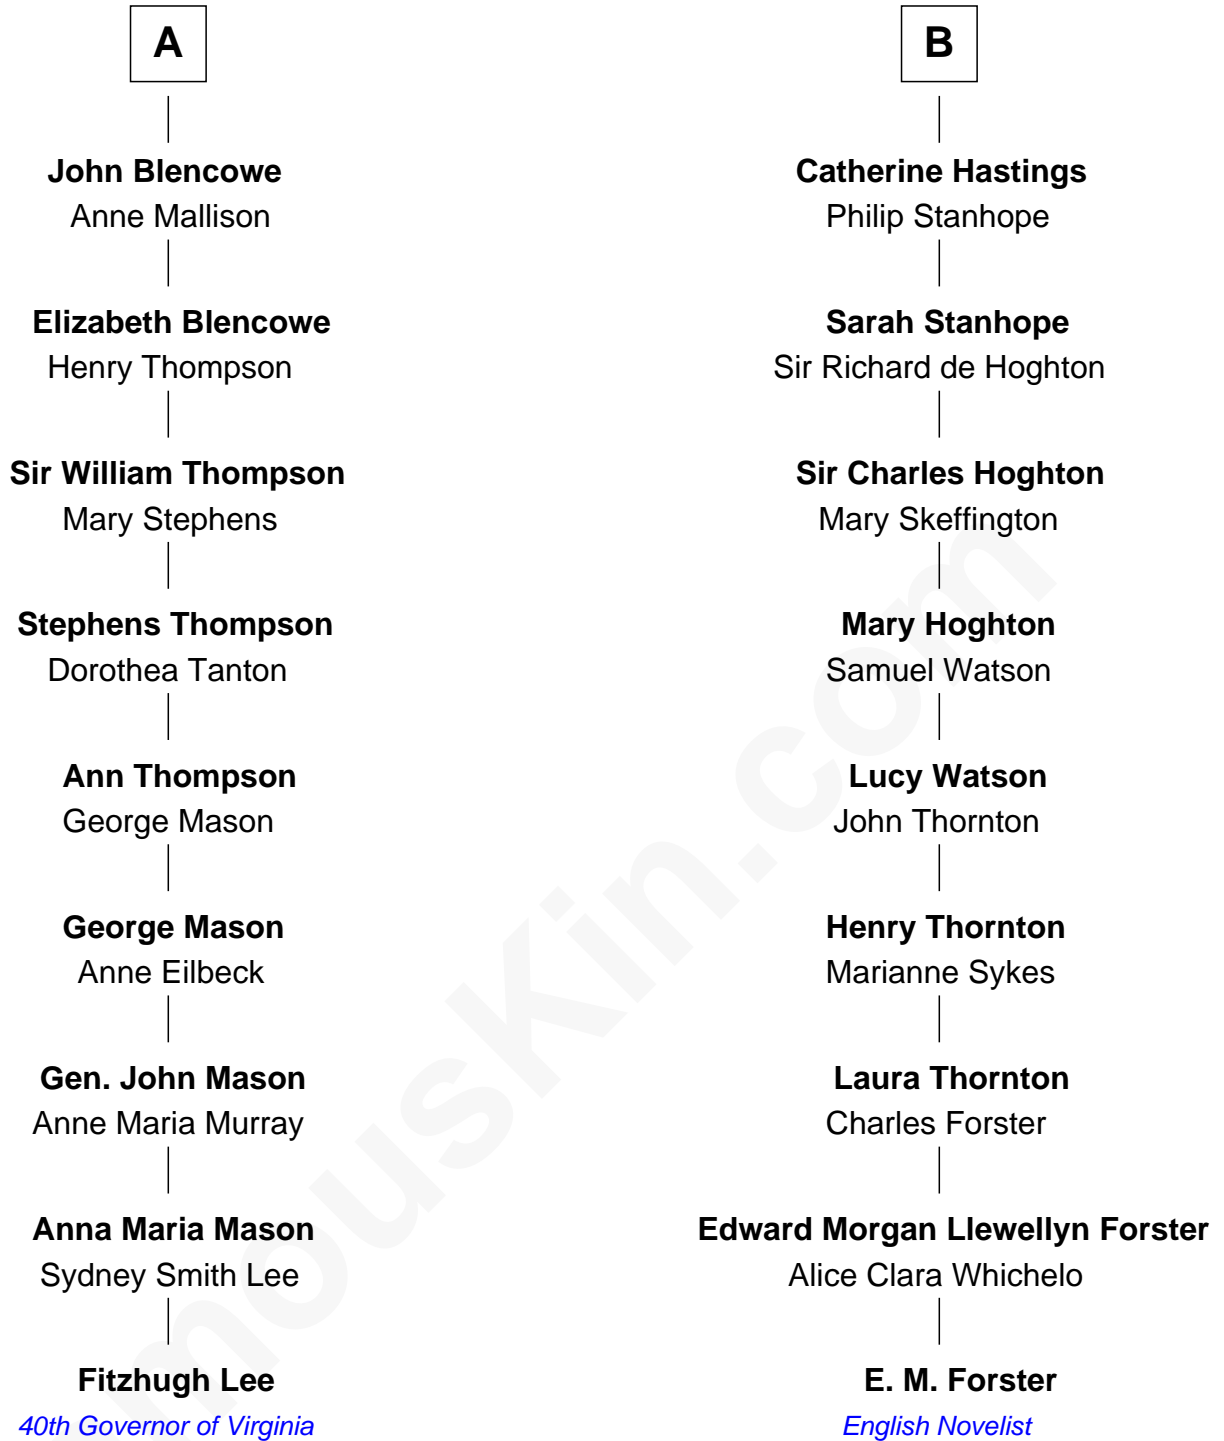 A
John Blencowe
Anne Mallison
Elizabeth Blencowe
Henry Thompson
Sir William Thompson
Mary Stephens
Stephens Thompson
Dorothea Tanton
Ann Thompson
George Mason
George Mason
Anne Eilbeck
Gen. John Mason
Anne Maria Murray
Anna Maria Mason
Sydney Smith Lee
Fitzhugh Lee
40th Governor of Virginia
B
Catherine Hastings
Philip Stanhope
Sarah Stanhope
Sir Richard de Hoghton
Sir Charles Hoghton
Mary Skeffington
Mary Hoghton
Samuel Watson
Lucy Watson
John Thornton
Henry Thornton
Marianne Sykes
Laura Thornton
Charles Forster
Edward Morgan Llewellyn Forster
Alice Clara Whichelo
E. M. Forster
English Novelist
mouskin.com